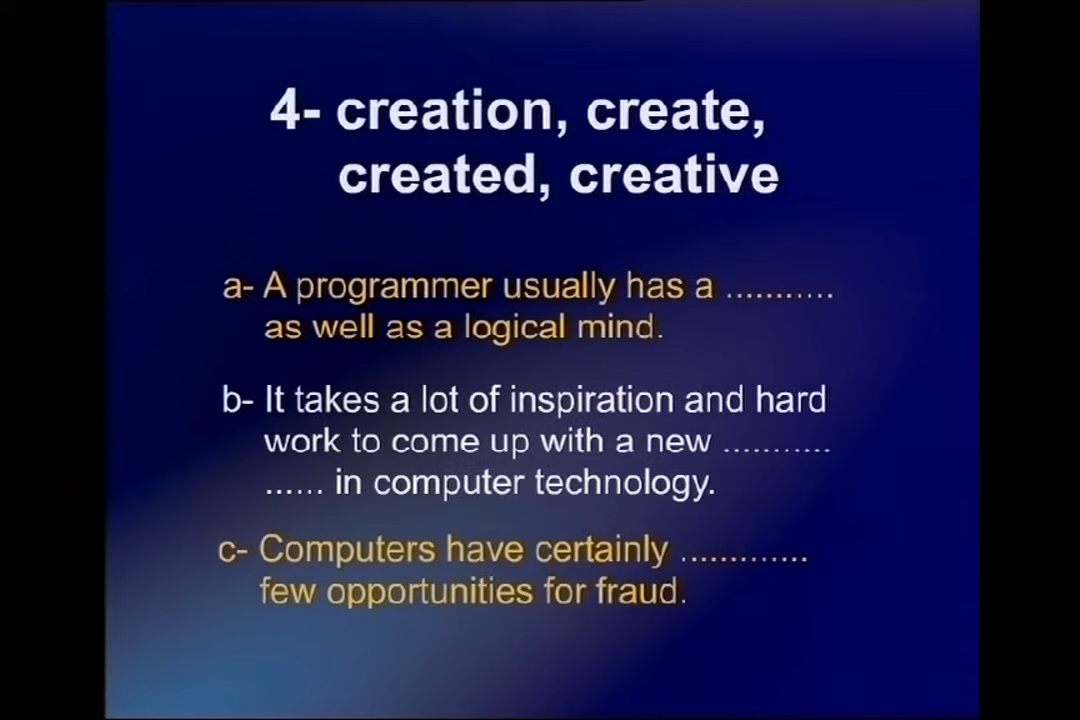 4- creation, create,
created, creative
a- A programmer usually has a ...........
as well as a logical mind.
b- It takes a lot of inspiration and hard
work to come up with a new ...........
...... in computer technology.
c- Computers have certainly .............
few opportunities for fraud.